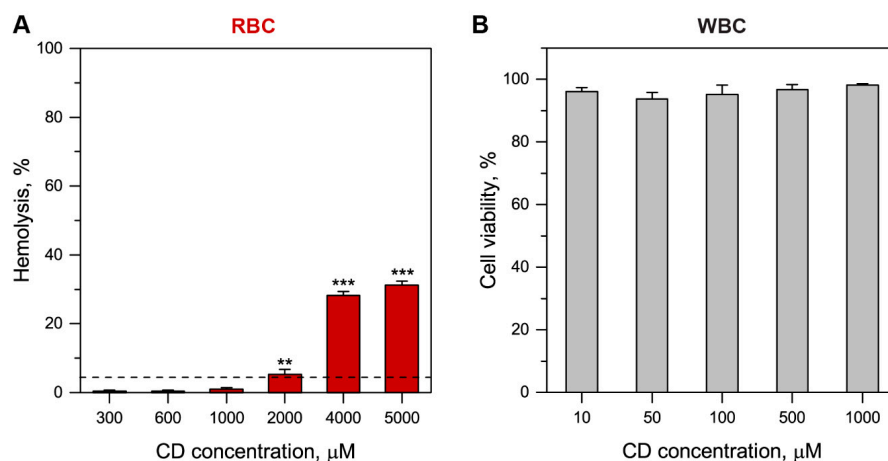 A
RBC
Hemolysis, %
100
80
60
40
20
0
**
***
***
300 600 1000 2000 4000 5000
CD concentration, μM
B
WBC
Cell viability, %
100
80
60
40
20
0
10 50 100 500 1000
CD concentration, μM